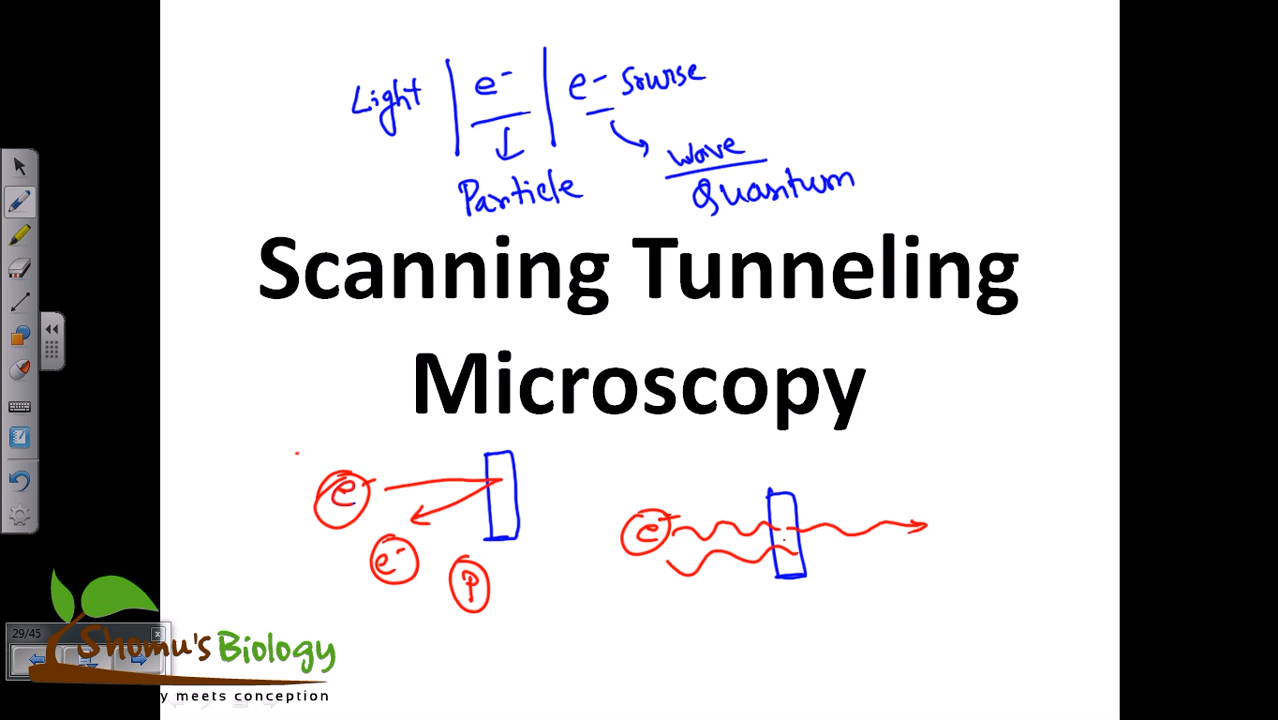 Light | e- | e- sourse
Particle
wave
Quantum
Scanning Tunneling
Microscopy
e-
e-
P
e-
29/45
Shomu's Biology
y meets conception